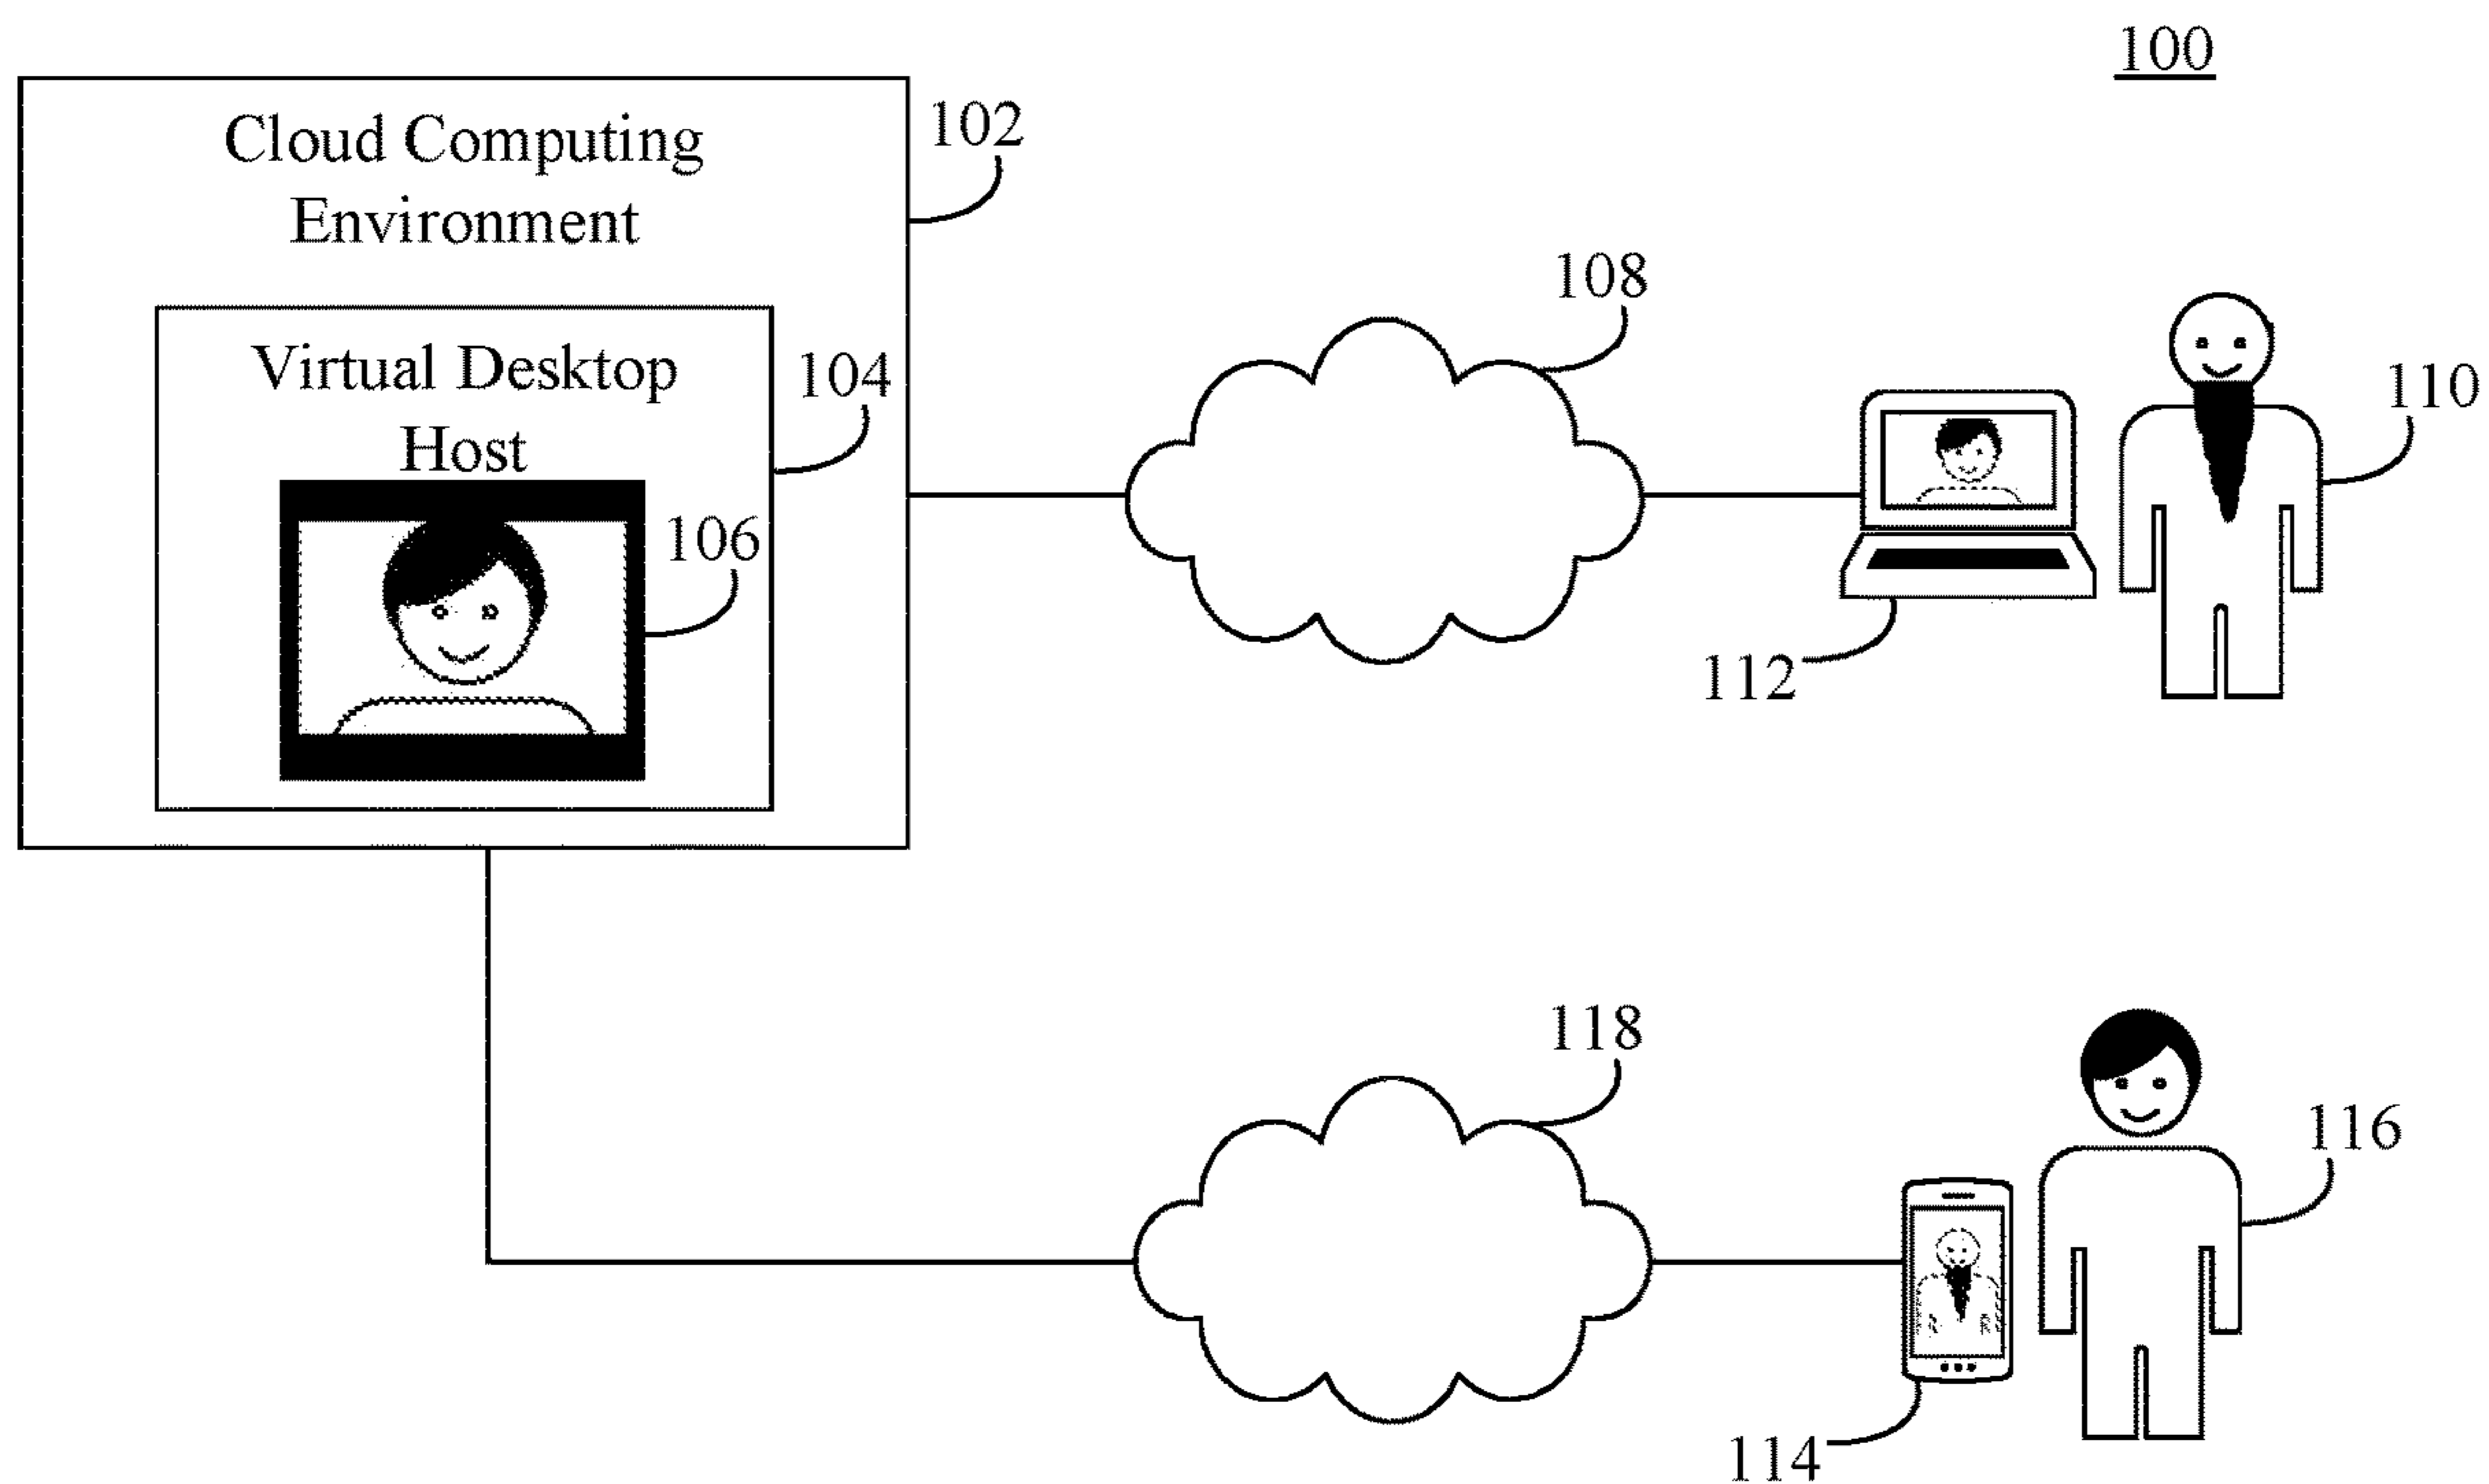 100
Cloud Computing
Environment
102
Virtual Desktop
Host
104
106
108
110
112
118
116
114